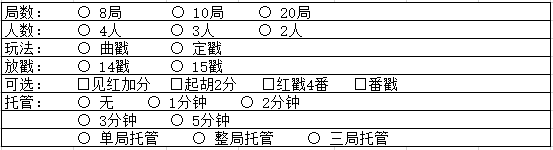 局数： ○ 8局 ○ 10局 ○ 20局
人数： ○ 4人 ○ 3人 ○ 2人
玩法： ○ 曲戳 ○ 定戳
放戳： ○ 14戳 ○ 15戳
可选： □见红加分 □起胡2分 □红戳4番 □番戳
托管： ○ 无 ○ 1分钟 ○ 2分钟
○ 3分钟 ○ 5分钟
○ 单局托管 ○ 整局托管 ○ 三局托管